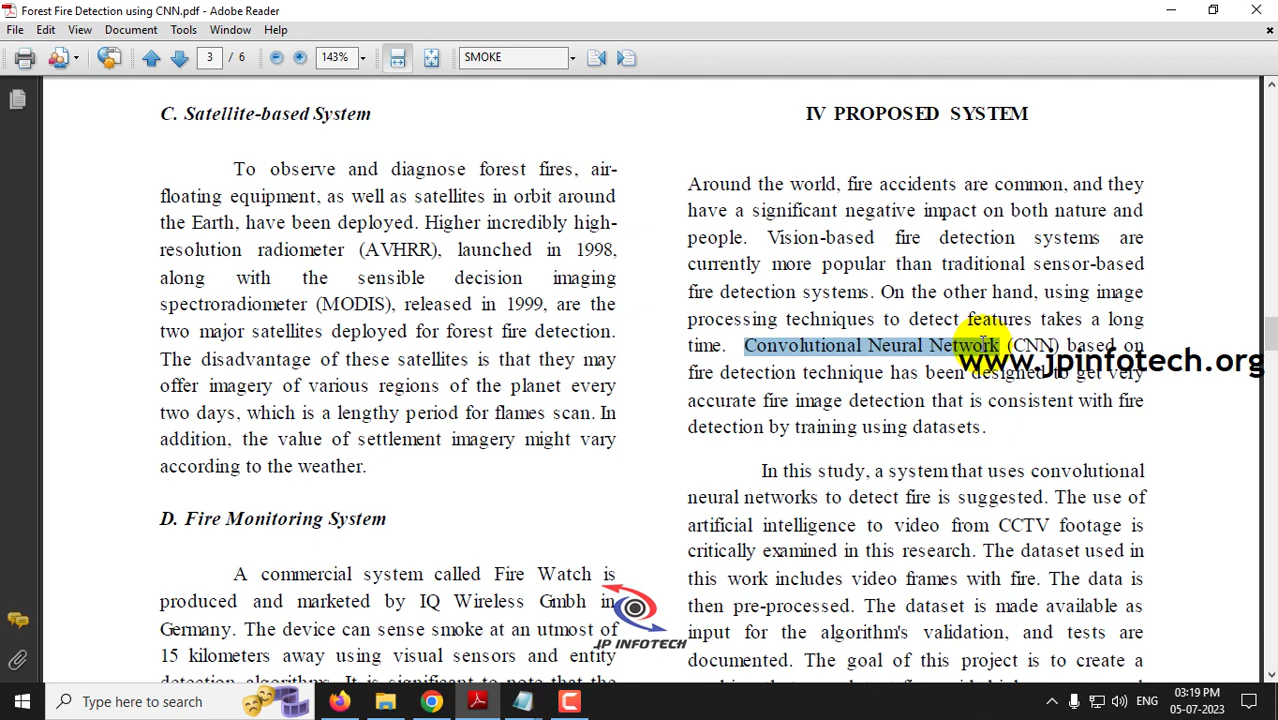 Forest Fire Detection using CNN.pdf - Adobe Reader
File Edit View Document Tools Window Help
3 / 6 143% SMOKE
C. Satellite-based System
To observe and diagnose forest fires, air-
floating equipment, as well as satellites in orbit around
the Earth, have been deployed. Higher incredibly high-
resolution radiometer (AVHRR), launched in 1998,
along with the sensible decision imaging
spectroradiometer (MODIS), released in 1999, are the
two major satellites deployed for forest fire detection.
The disadvantage of these satellites is that they may
offer imagery of various regions of the planet every
two days, which is a lengthy period for flames scan. In
addition, the value of settlement imagery might vary
according to the weather.
D. Fire Monitoring System
A commercial system called Fire Watch is
produced and marketed by IQ Wireless Gmbh in
Germany. The device can sense smoke at an utmost of
15 kilometers away using visual sensors and entity
detection algorithms. It is significant to note that the
IV PROPOSED SYSTEM
Around the world, fire accidents are common, and they
have a significant negative impact on both nature and
people. Vision-based fire detection systems are
currently more popular than traditional sensor-based
fire detection systems. On the other hand, using image
processing techniques to detect features takes a long
time. Convolutional Neural Network (CNN) based on
fire detection technique has been designed to get very
accurate fire image detection that is consistent with fire
detection by training using datasets.
In this study, a system that uses convolutional
neural networks to detect fire is suggested. The use of
artificial intelligence to video from CCTV footage is
critically examined in this research. The dataset used in
this work includes video frames with fire. The data is
then pre-processed. The dataset is made available as
input for the algorithm's validation, and tests are
documented. The goal of this project is to create a
www.jpinfotech.org
JP INFOTECH
Type here to search
ENG
03:19 PM
05-07-2023